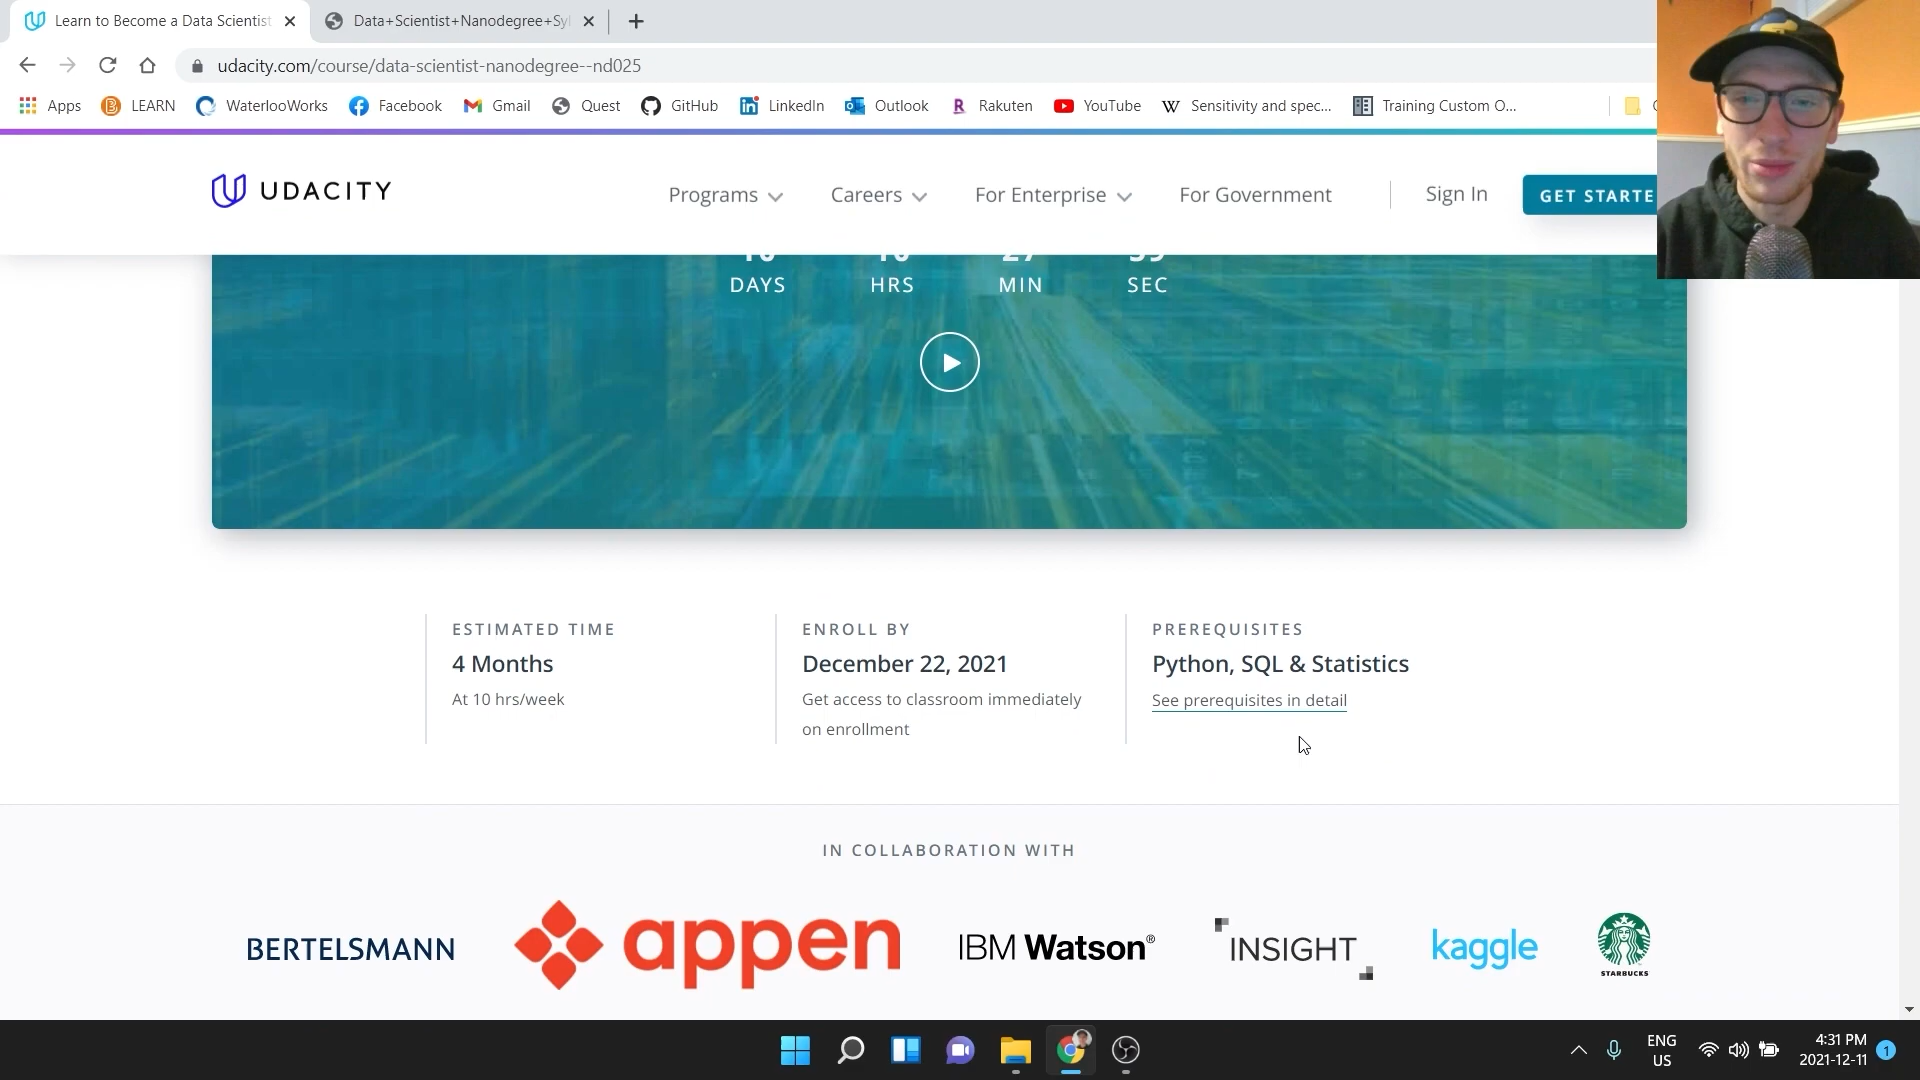 Learn to Become a Data Scientist
Data+Scientist+Nanodegree+Syl
udacity.com/course/data-scientist-nanodegree--nd025
Apps LEARN WaterlooWorks Facebook Gmail Quest GitHub LinkedIn Outlook Rakuten YouTube Sensitivity and spec... Training Custom O...
UDACITY Programs Careers For Enterprise For Government Sign In GET STARTE
DAYS HRS MIN SEC
ESTIMATED TIME
4 Months
At 10 hrs/week
ENROLL BY
December 22, 2021
Get access to classroom immediately
on enrollment
PREREQUISITES
Python, SQL & Statistics
See prerequisites in detail
IN COLLABORATION WITH
BERTELSMANN appen IBM Watson® INSIGHT kaggle STARBUCKS
ENG
US
4:31 PM
2021-12-11
1